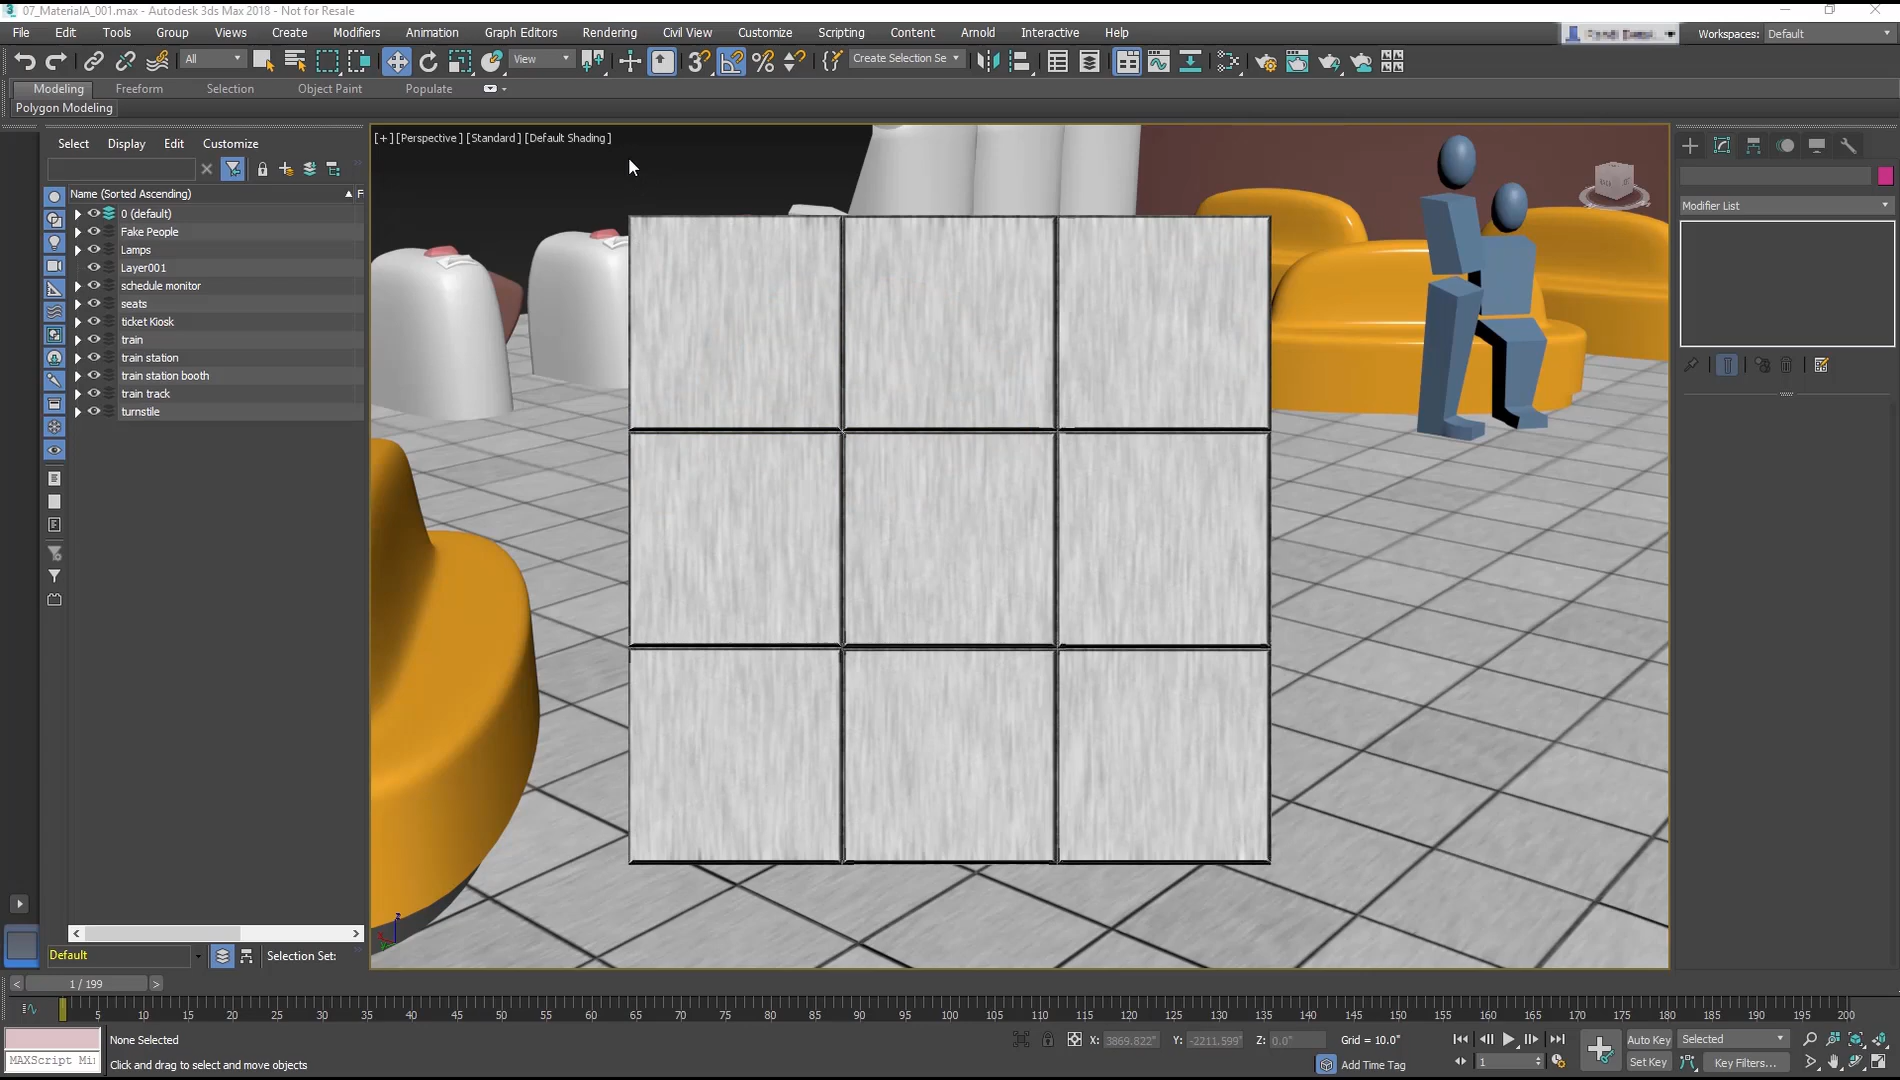 07_MaterialA_001.max - Autodesk 3ds Max 2018 - Not for Resale
File Edit Tools Group Views Create Modifiers Animation Graph Editors Rendering Civil View Customize Scripting Content Arnold Interactive Help
Workspaces: Default
All View Create Selection Se
Modeling Freeform Selection Object Paint Populate
Polygon Modeling
Select Display Edit Customize
[+] [Perspective] [Standard] [Default Shading]
Name (Sorted Ascending) F
0 (default)
Fake People
Lamps
Layer001
schedule monitor
seats
ticket Kiosk
train
train station
train station booth
train track
turnstile
Modifier List
Default Selection Set:
1 / 199
5 10 15 20 25 30 35 40 45 50 55 60 65 70 75 80 85 90 95 100 105 110 115 120 125 130 135 140 145 150 155 160 165 170 175 180 185 190 195 200
None Selected
X: 3869.822" Y: -2211.599" Z: 0.0" Grid = 10.0"
Auto Key Selected
MAXScript Mi
Click and drag to select and move objects
Add Time Tag
1
Set Key Key Filters...